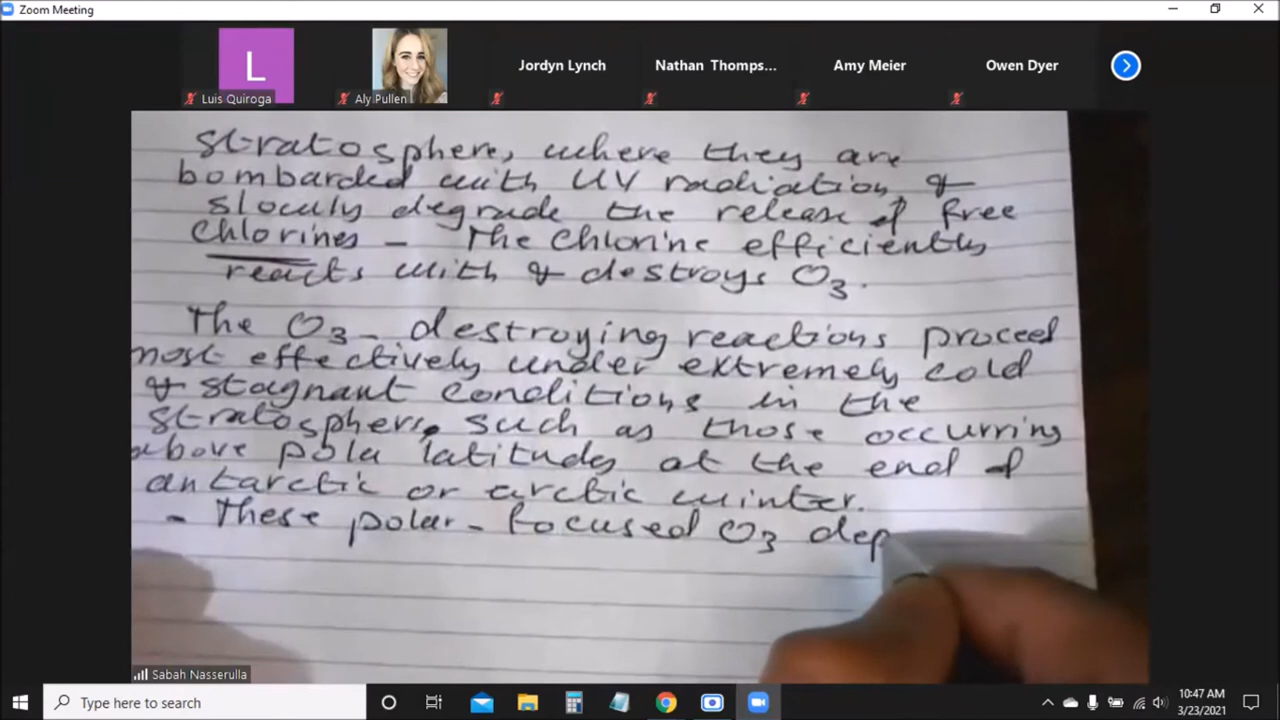 Zoom Meeting
L
Luis Quiroga
Aly Pullen
Jordyn Lynch
Nathan Thomps...
Amy Meier
Owen Dyer
stratosphere, where they are
bombarded with UV radiation, &
slowly degrade the release of free
chlorines - The chlorine efficiently
reacts with & destroys O3.
The O3 - destroying reactions proceed
most effectively under extremely cold
& stagnant conditions in the
stratosphers, such as those occurring
above pola latitudes at the end of
antarctic or arctic winter.
- These polar - focused O3 dep
Sabah Nasserulla
Type here to search
10:47 AM
3/23/2021